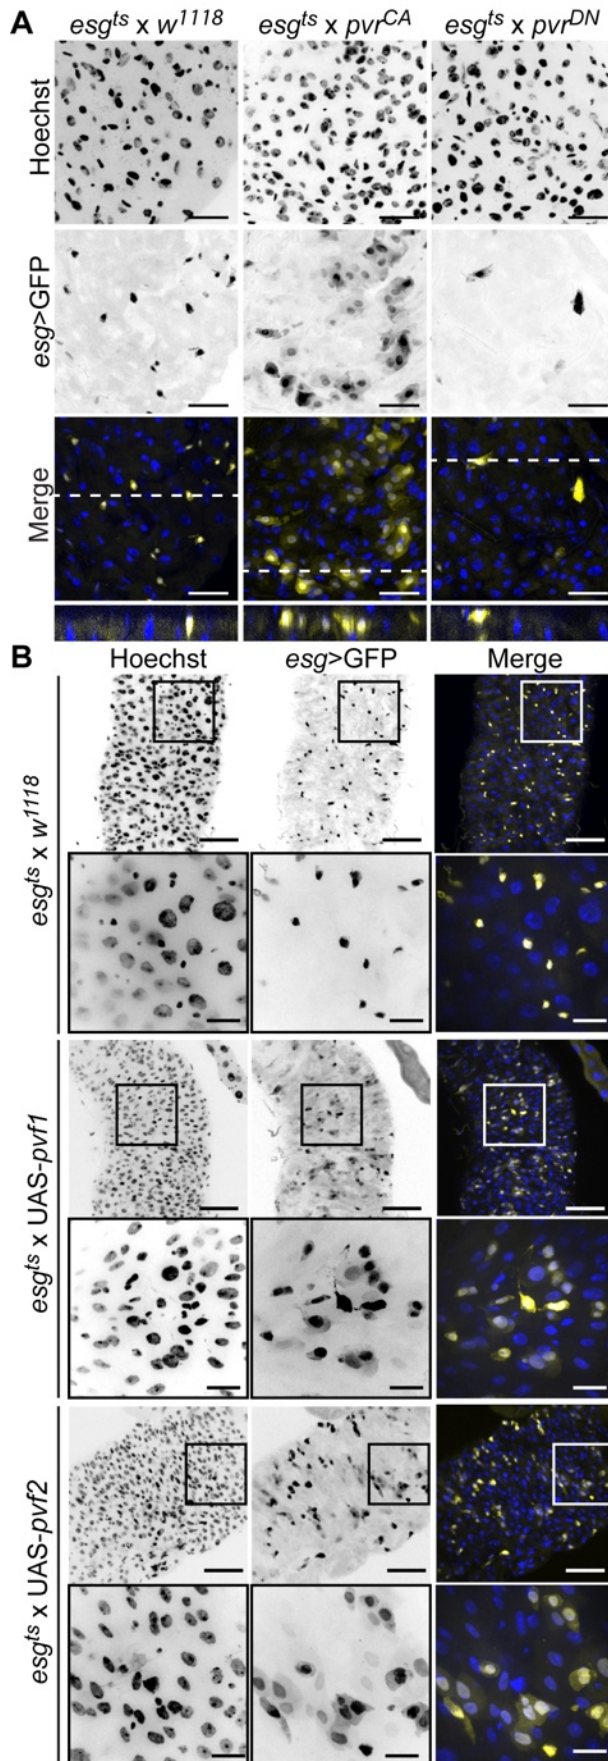 A
esgᵗˢ x w¹¹¹⁸ esgᵗˢ x pvrᶜᴬ esgᵗˢ x pvrᴰᴺ
Hoechst
esg>GFP
Merge
B
Hoechst esg>GFP Merge
esgᵗˢ x w¹¹¹⁸
esgᵗˢ x UAS-pvf1
esgᵗˢ x UAS-pvf2